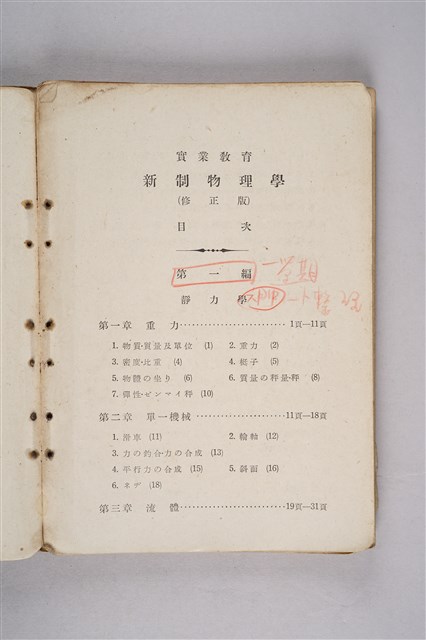 實業教育
新制物理學
(修正版)
目次
第一編
一学期
靜力學
第一章 重力························1頁—11頁
1. 物質·質量及單位 (1) 2. 重力 (2)
3. 密度·比重 (4) 4. 梃子 (5)
5. 物體の坐り (6) 6. 質量の秤量·秤 (8)
7. 彈性·ゼンマイ秤 (10)
第二章 單一機械····················11頁—18頁
1. 滑車 (11) 2. 輪軸 (12)
3. 力の釣合·力の合成 (13)
4. 平行力の合成 (15) 5. 斜面 (16)
6. ネヂ (18)
第三章 流體························19頁—31頁